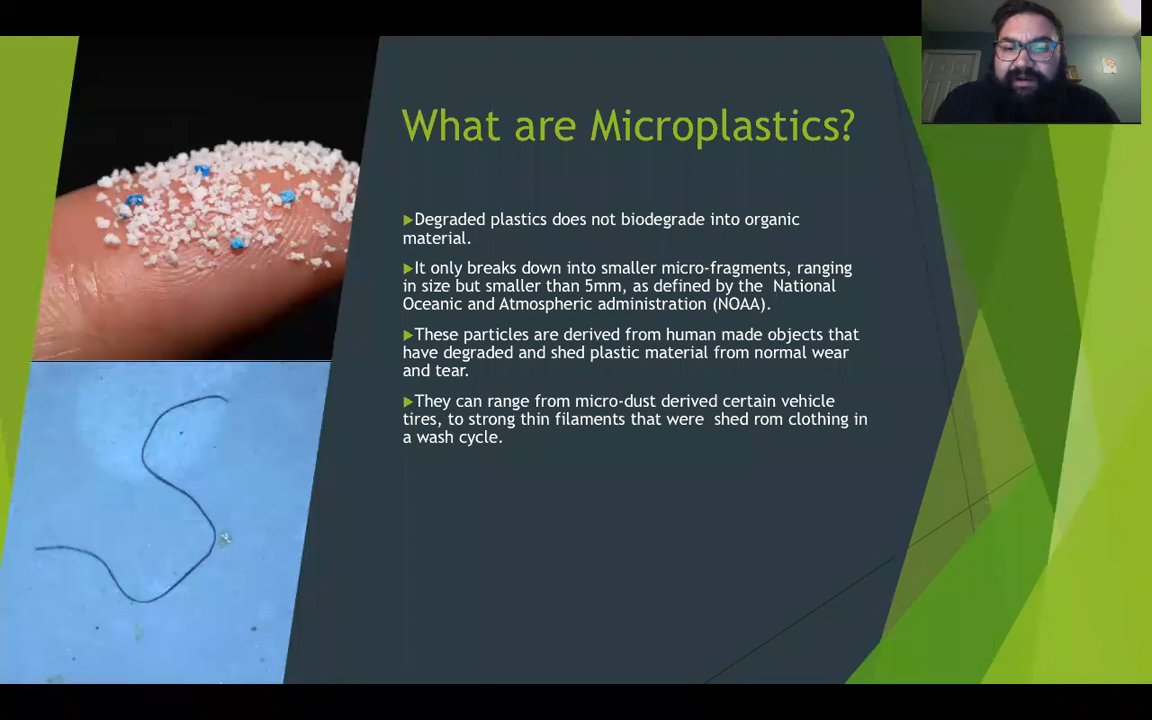 What are Microplastics?
Degraded plastics does not biodegrade into organic
material.
It only breaks down into smaller micro-fragments, ranging
in size but smaller than 5mm, as defined by the  National
Oceanic and Atmospheric administration (NOAA).
These particles are derived from human made objects that
have degraded and shed plastic material from normal wear
and tear.
They can range from micro-dust derived certain vehicle
tires, to strong thin filaments that were  shed rom clothing in
a wash cycle.